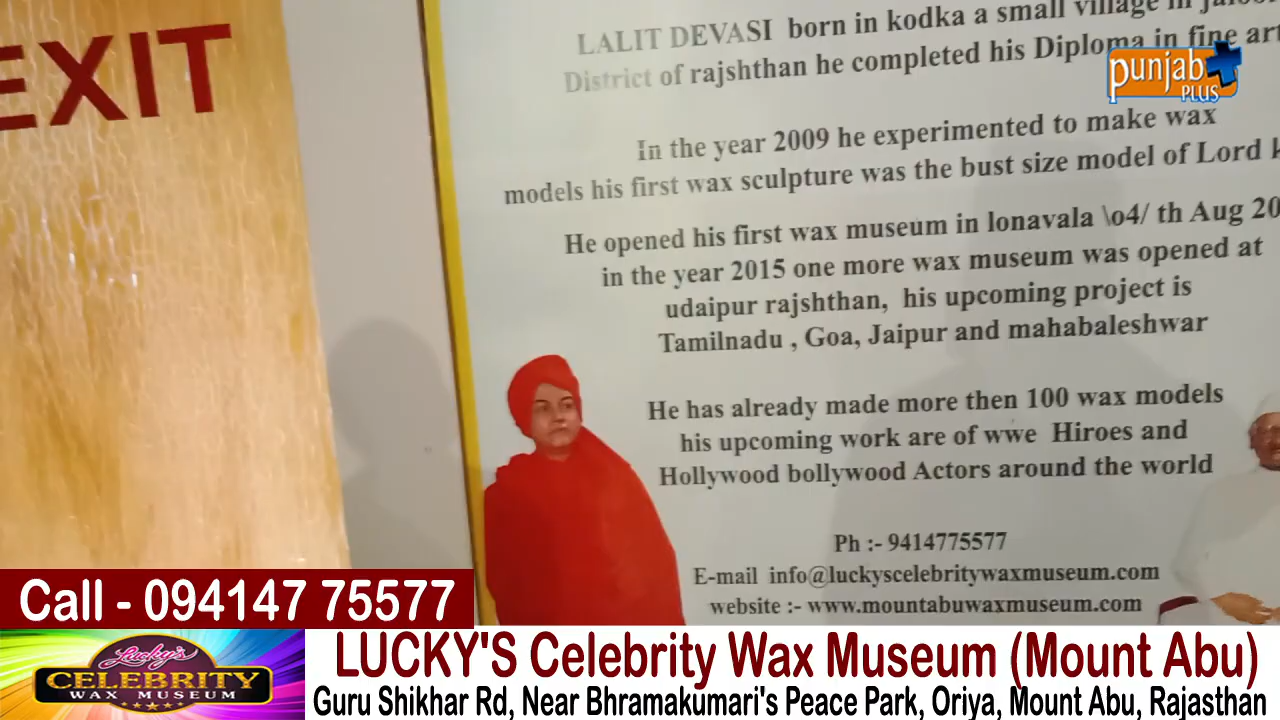 EXIT
LALIT DEVASI born in kodka a small village in
District of rajshthan he completed his Diploma in fine art
punjab
PLUS
In the year 2009 he experimented to make wax
models his first wax sculpture was the bust size model of Lord
He opened his first wax museum in lonavala \o4/ th Aug 20
in the year 2015 one more wax museum was opened at
udaipur rajshthan, his upcoming project is
Tamilnadu , Goa, Jaipur and mahabaleshwar
He has already made more then 100 wax models
his upcoming work are of wwe Hiroes and
Hollywood bollywood Actors around the world
Ph :- 9414775577
E-mail info@luckyscelebritywaxmuseum.com
website :- www.mountabuwaxmuseum.com
Call - 094147 75577
Lucky's
CELEBRITY
WAX MUSEUM
LUCKY'S Celebrity Wax Museum (Mount Abu)
Guru Shikhar Rd, Near Bhramakumari's Peace Park, Oriya, Mount Abu, Rajasthan